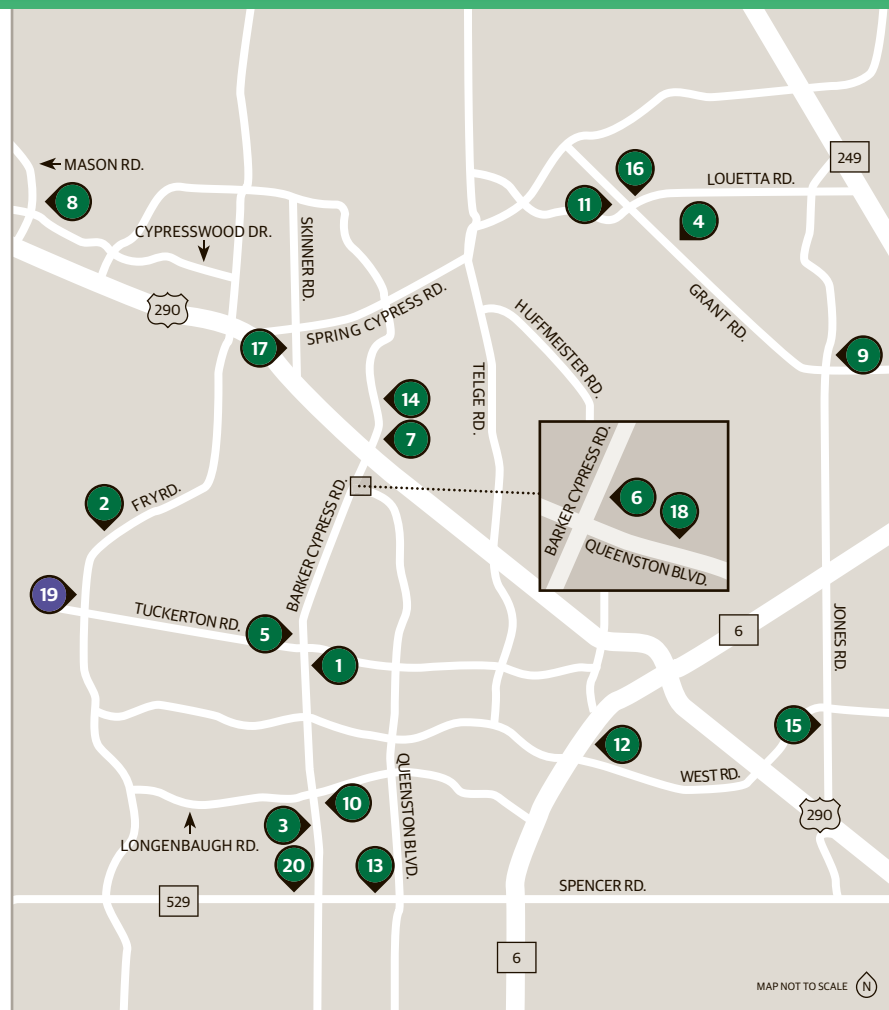 MASON RD.
249
16
LOUETTA RD.
8
11
4
CYPRESSWOOD DR.
SKINNER RD.
290
SPRING CYPRESS RD.
HUFFMEISTER RD.
GRANT RD.
17
9
TELGE RD.
14
7
2
FRY RD.
BARKER CYPRESS RD.
BARKER CYPRESS RD.
6
18
QUEENSTON BLVD.
19
TUCKERTON RD.
5
1
6
JONES RD.
15
12
WEST RD.
QUEENSTON BLVD.
10
3
290
LONGENBAUGH RD.
20
13
SPENCER RD.
529
6
MAP NOT TO SCALE N